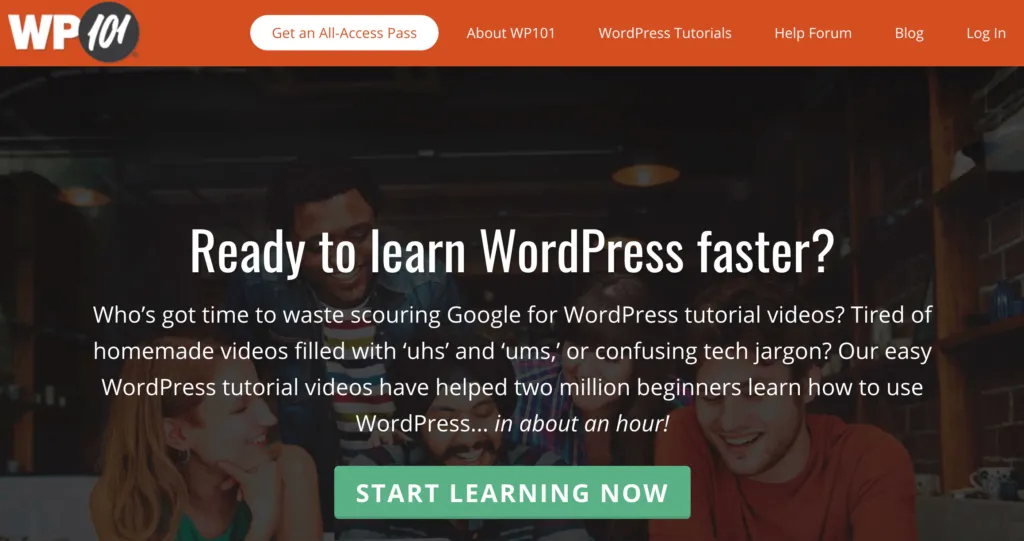 WP 101
Get an All-Access Pass
About WP101
WordPress Tutorials
Help Forum
Blog
Log In
Ready to learn WordPress faster?
Who’s got time to waste scouring Google for WordPress tutorial videos? Tired of
homemade videos filled with ‘uhs’ and ‘ums,’ or confusing tech jargon? Our easy
WordPress tutorial videos have helped two million beginners learn how to use
WordPress... in about an hour!
START LEARNING NOW